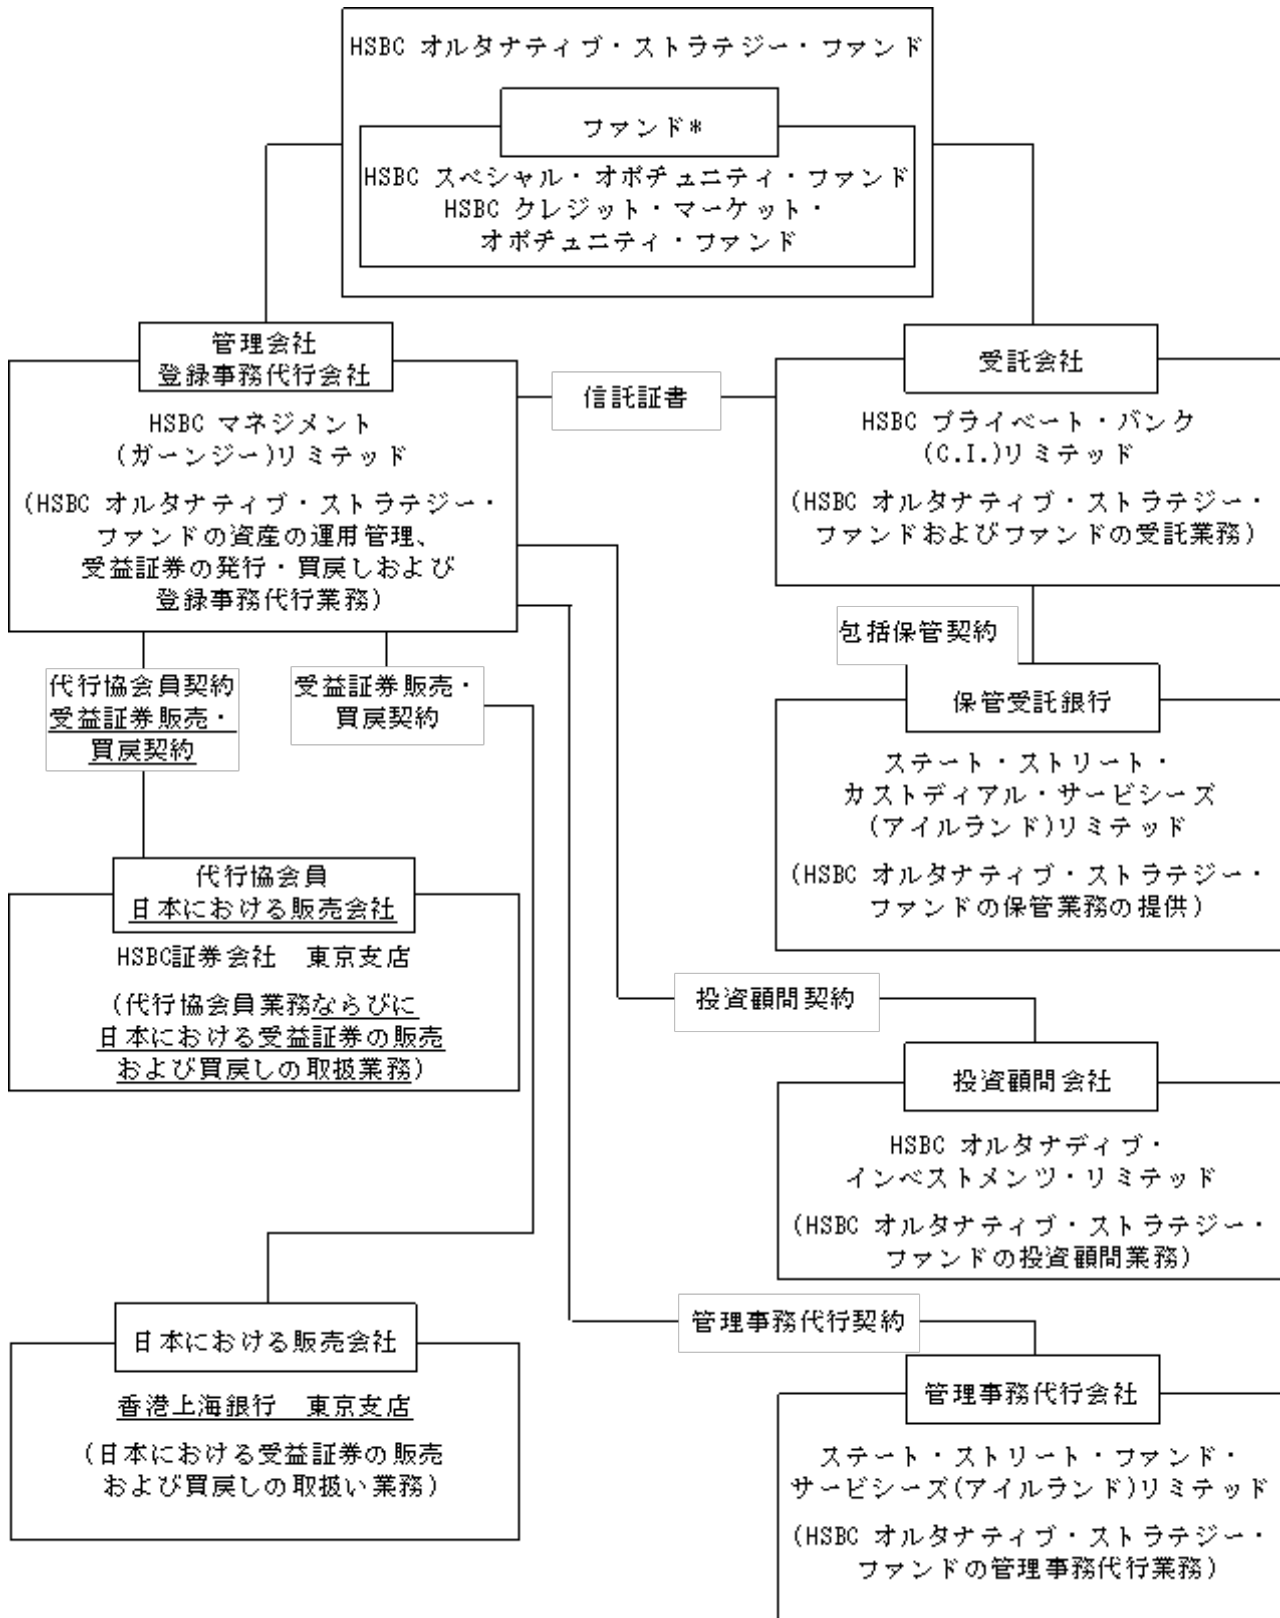 HSBC オルタナティブ・ストラテジー・ファンド
ファンド*
HSBC スペシャル・オポチュニティ・ファンド
HSBC クレジット・マーケット・
オポチュニティ・ファンド
管理会社
登録事務代行会社
HSBC マネジメント
(ガーンジー)リミテッド
(HSBC オルタナティブ・ストラテジー・
ファンドの資産の運用管理、
受益証券の発行・買戻しおよび
登録事務代行業務)
信託証書
受託会社
HSBC プライベート・バンク
(C.I.)リミテッド
(HSBC オルタナティブ・ストラテジー・
ファンドおよびファンドの受託業務)
包括保管契約
代行協会員契約
受益証券販売・
買戻契約
受益証券販売・
買戻契約
保管受託銀行
ステート・ストリート・
カストディアル・サービシーズ
(アイルランド)リミテッド
(HSBC オルタナティブ・ストラテジー・
ファンドの保管業務の提供)
代行協会員
日本における販売会社
HSBC証券会社　東京支店
(代行協会員業務ならびに
日本における受益証券の販売
および買戻しの取扱業務)
投資顧問契約
投資顧問会社
HSBC オルタナディブ・
インベストメンツ・リミテッド
(HSBC オルタナティブ・ストラテジー・
ファンドの投資顧問業務)
日本における販売会社
香港上海銀行　東京支店
(日本における受益証券の販売
および買戻しの取扱い業務)
管理事務代行契約
管理事務代行会社
ステート・ストリート・ファンド・
サービシーズ(アイルランド)リミテッド
(HSBC オルタナティブ・ストラテジー・
ファンドの管理事務代行業務)